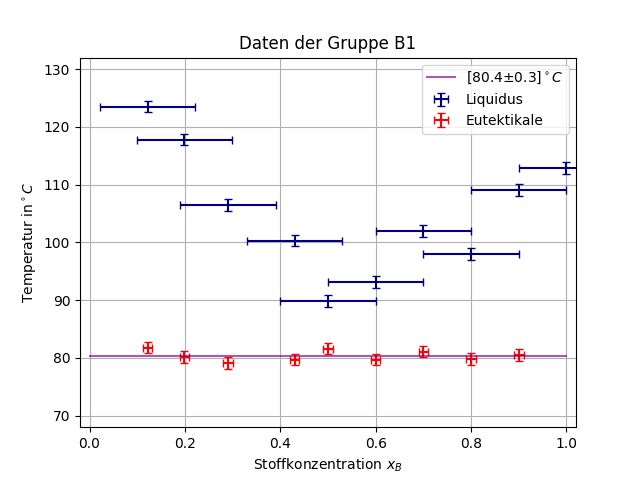 Daten der Gruppe B1
[80.4±0.3]°C
Liquidus
Eutektikale
Temperatur in °C
130
120
110
100
90
80
70
0.0 0.2 0.4 0.6 0.8 1.0
Stoffkonzentration x_B